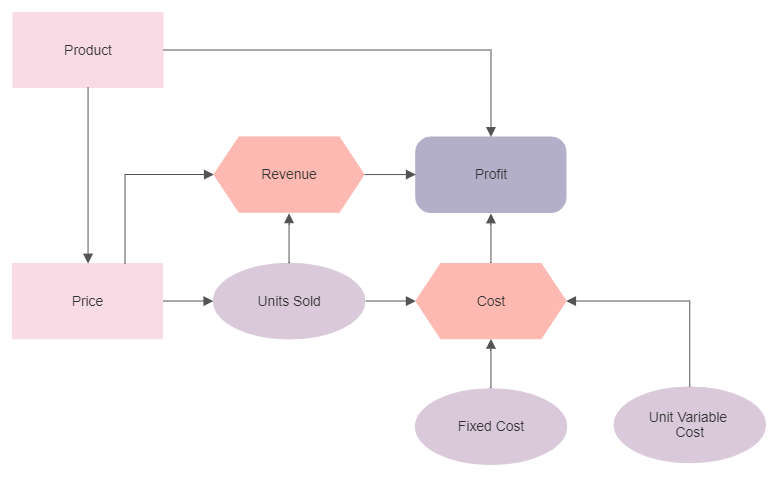 Product
Revenue
Profit
Price
Units Sold
Cost
Fixed Cost
Unit Variable
Cost